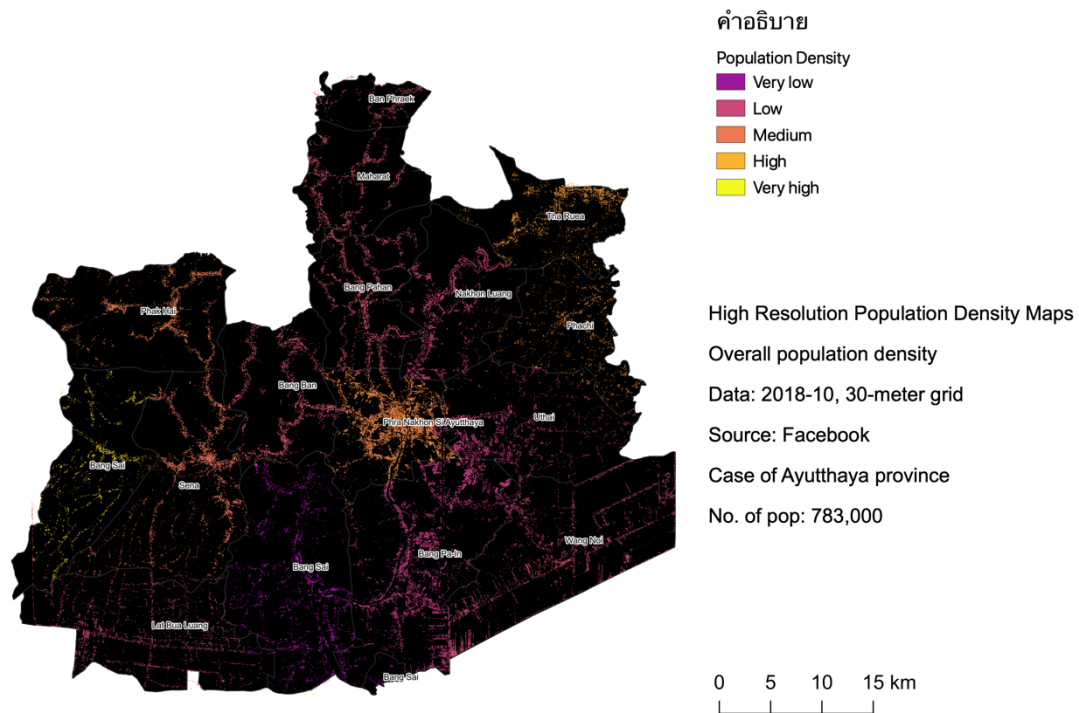 คำอธิบาย
Population Density
Very low
Low
Medium
High
Very high
Ban Phraek
Maharat
Tha Ruea
Bang Pahan
Nakhon Luang
Phak Hai
Phachi
Bang Ban
Phra Nakhon Si Ayutthaya
Uthai
Bang Sai
Sena
Bang Pa-In
Wang Noi
Bang Sai
Lat Bua Luang
Bang Sai
High Resolution Population Density Maps
Overall population density
Data: 2018-10, 30-meter grid
Source: Facebook
Case of Ayutthaya province
No. of pop: 783,000
0 5 10 15 km